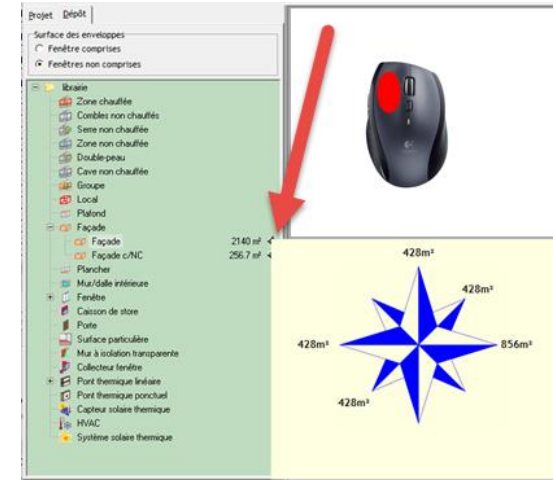 Projet Dépôt
Surface des enveloppes
Fenêtre comprises
Fenêtres non comprises
librairie
Zone chauffée
Combles non chauffés
Serre non chauffée
Zone non chauffée
Double-peau
Cave non chauffée
Groupe
Local
Plafond
Façade
Façade 2140 m²
Façade c/NC 256.7 m²
Plancher
Mur/dalle intérieure
Fenêtre
Caisson de store
Porte
Surface particulière
Mur à isolation transparente
Collecteur fenêtre
Pont thermique linéaire
Pont thermique ponctuel
Capteur solaire thermique
HVAC
Système solaire thermique
428m²
428m²
428m²
856m²
428m²